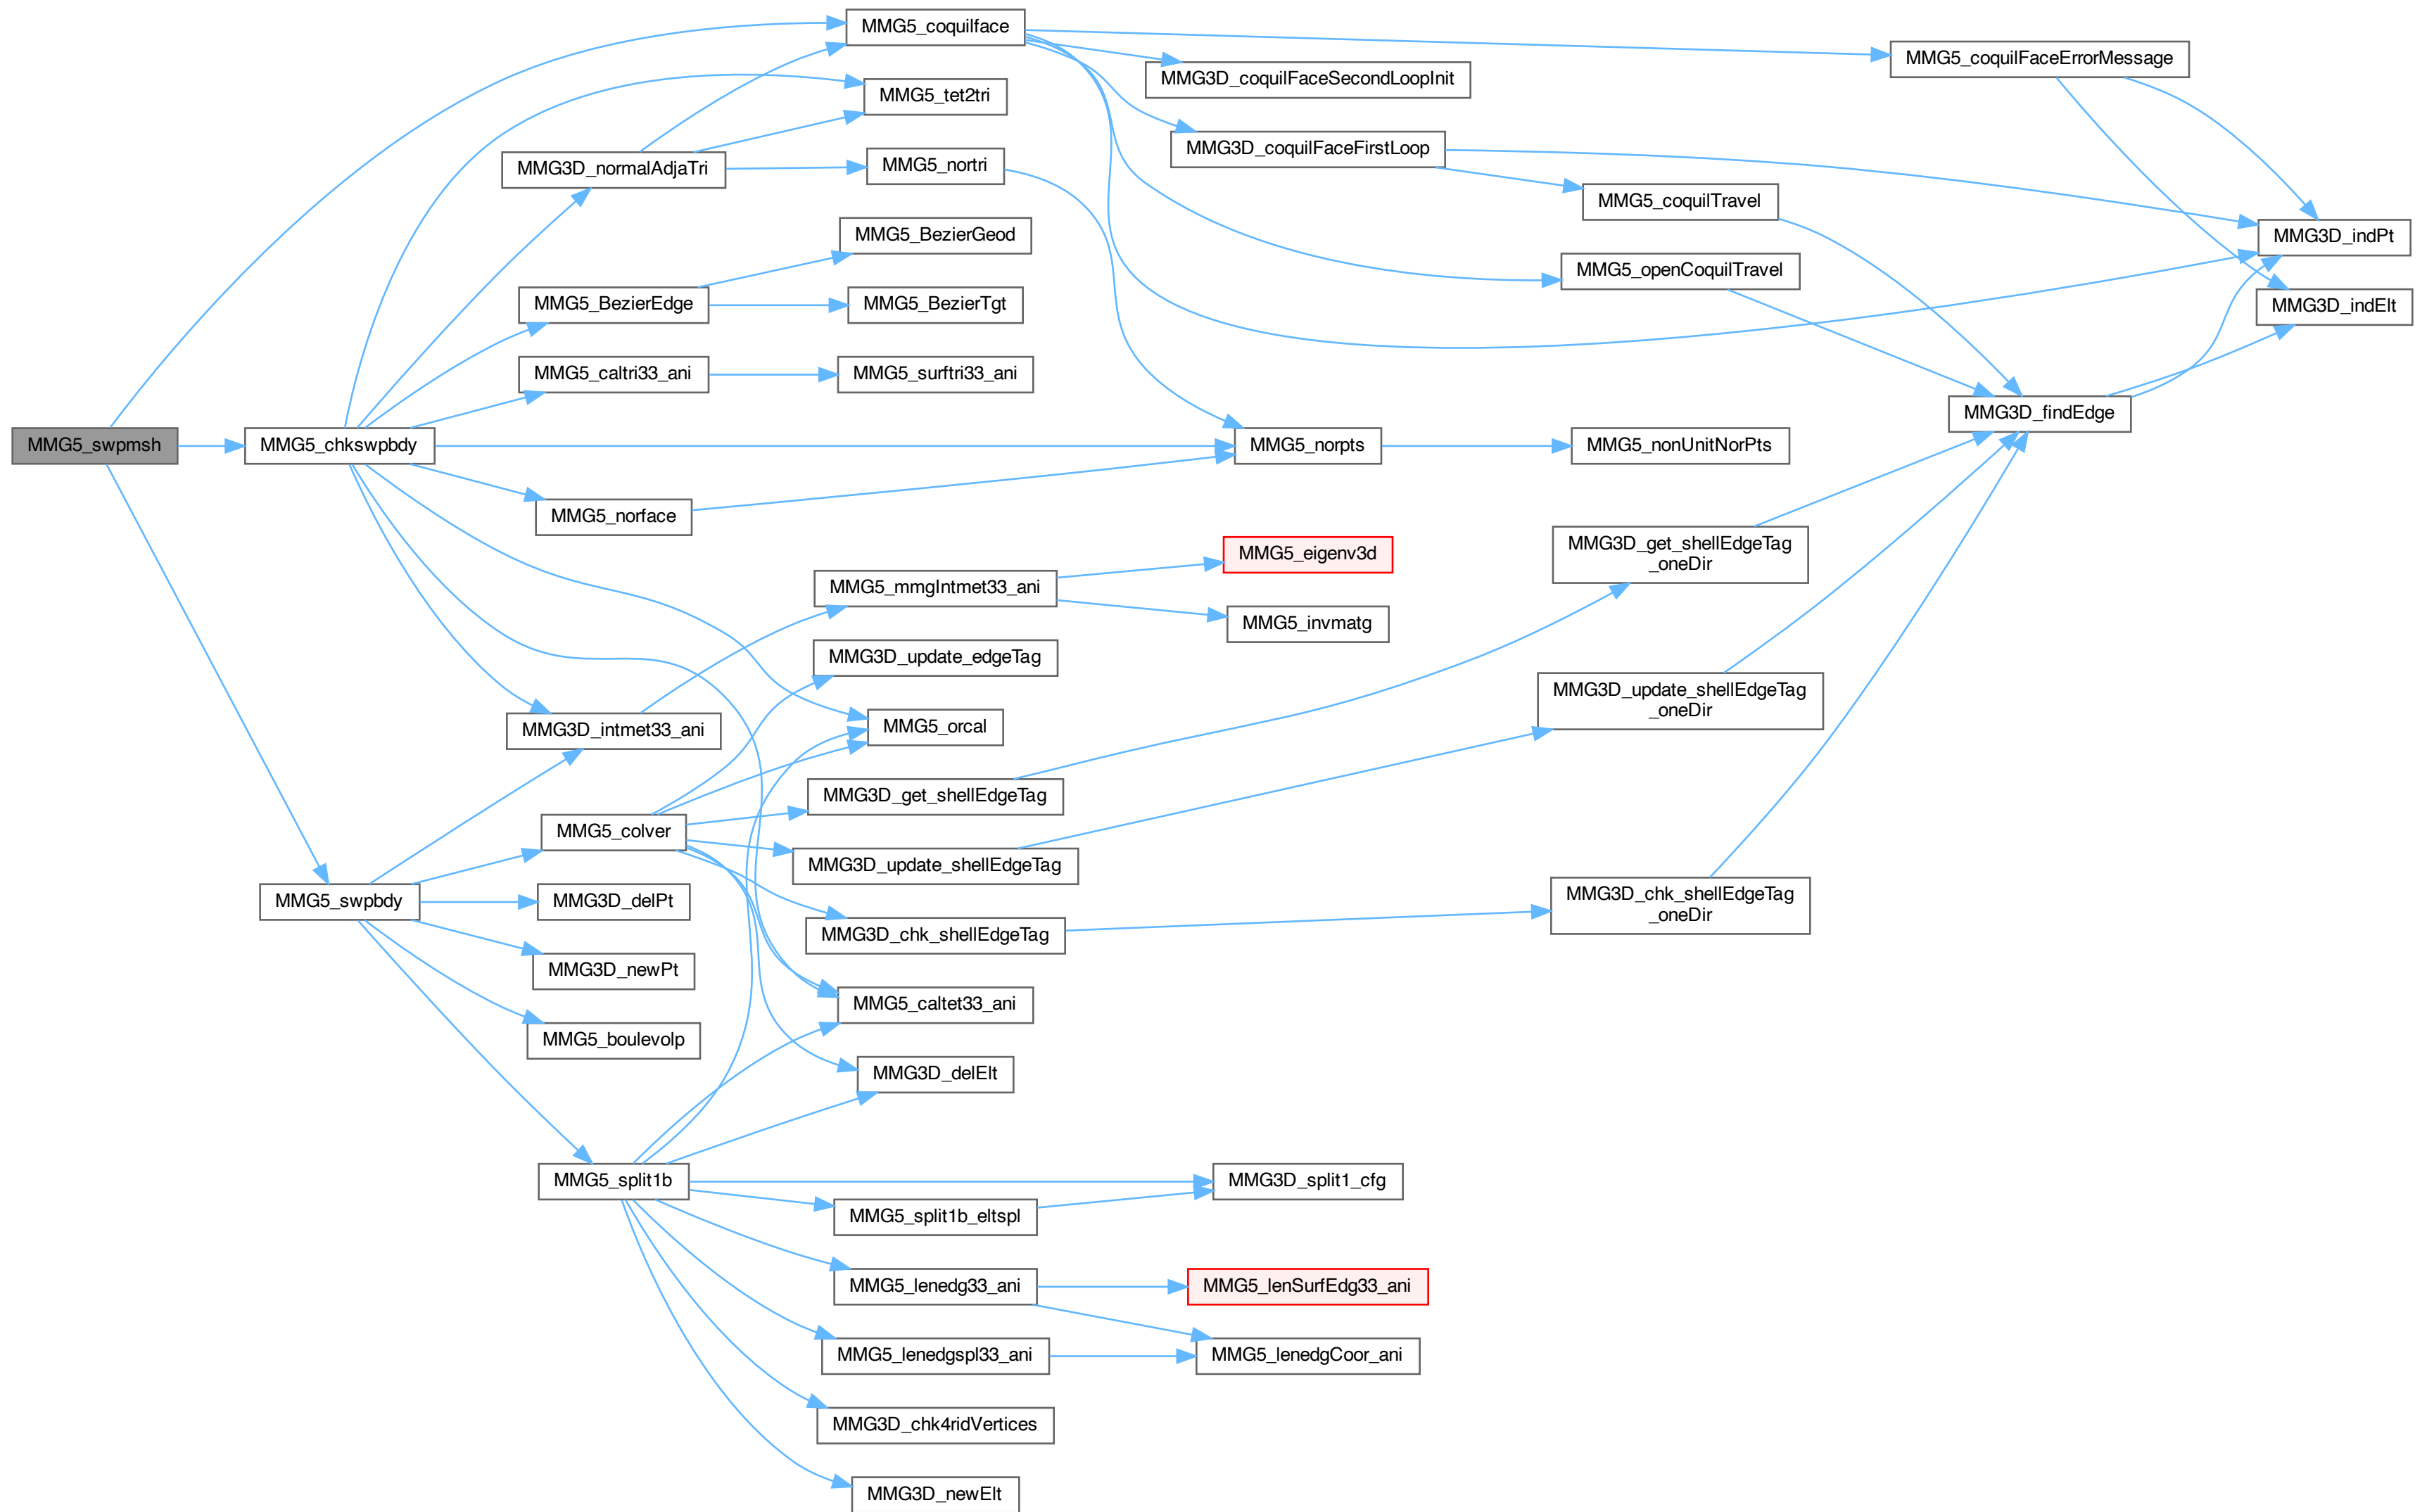 MMG5_swpmsh
MMG5_chkswpbdy
MMG5_swpbdy
MMG3D_normalAdjaTri
MMG5_BezierEdge
MMG5_caltri33_ani
MMG5_norface
MMG3D_intmet33_ani
MMG5_colver
MMG3D_delPt
MMG3D_newPt
MMG5_boulevolp
MMG5_split1b
MMG5_coquilface
MMG5_tet2tri
MMG5_nortri
MMG5_BezierGeod
MMG5_BezierTgt
MMG5_surftri33_ani
MMG5_mmgIntmet33_ani
MMG3D_update_edgeTag
MMG5_orcal
MMG3D_get_shellEdgeTag
MMG3D_update_shellEdgeTag
MMG3D_chk_shellEdgeTag
MMG5_caltet33_ani
MMG3D_delElt
MMG5_split1b_eltspl
MMG5_lenedg33_ani
MMG5_lenedgspl33_ani
MMG3D_chk4ridVertices
MMG3D_newElt
MMG3D_coquilFaceSecondLoopInit
MMG3D_coquilFaceFirstLoop
MMG5_norpts
MMG5_eigenv3d
MMG5_invmatg
MMG3D_split1_cfg
MMG5_lenSurfEdg33_ani
MMG5_lenedgCoor_ani
MMG5_coquilTravel
MMG5_openCoquilTravel
MMG5_nonUnitNorPts
MMG3D_get_shellEdgeTag
_oneDir
MMG3D_update_shellEdgeTag
_oneDir
MMG3D_chk_shellEdgeTag
_oneDir
MMG5_coquilFaceErrorMessage
MMG3D_findEdge
MMG3D_indPt
MMG3D_indElt